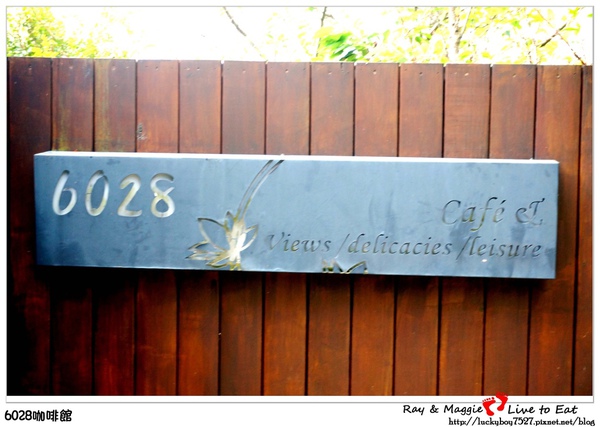 6028
Café &
Views / delicacies / leisure
6028咖啡館
Ray & Maggie Live to Eat
http://luckyboy7527.pixnet.net/blog